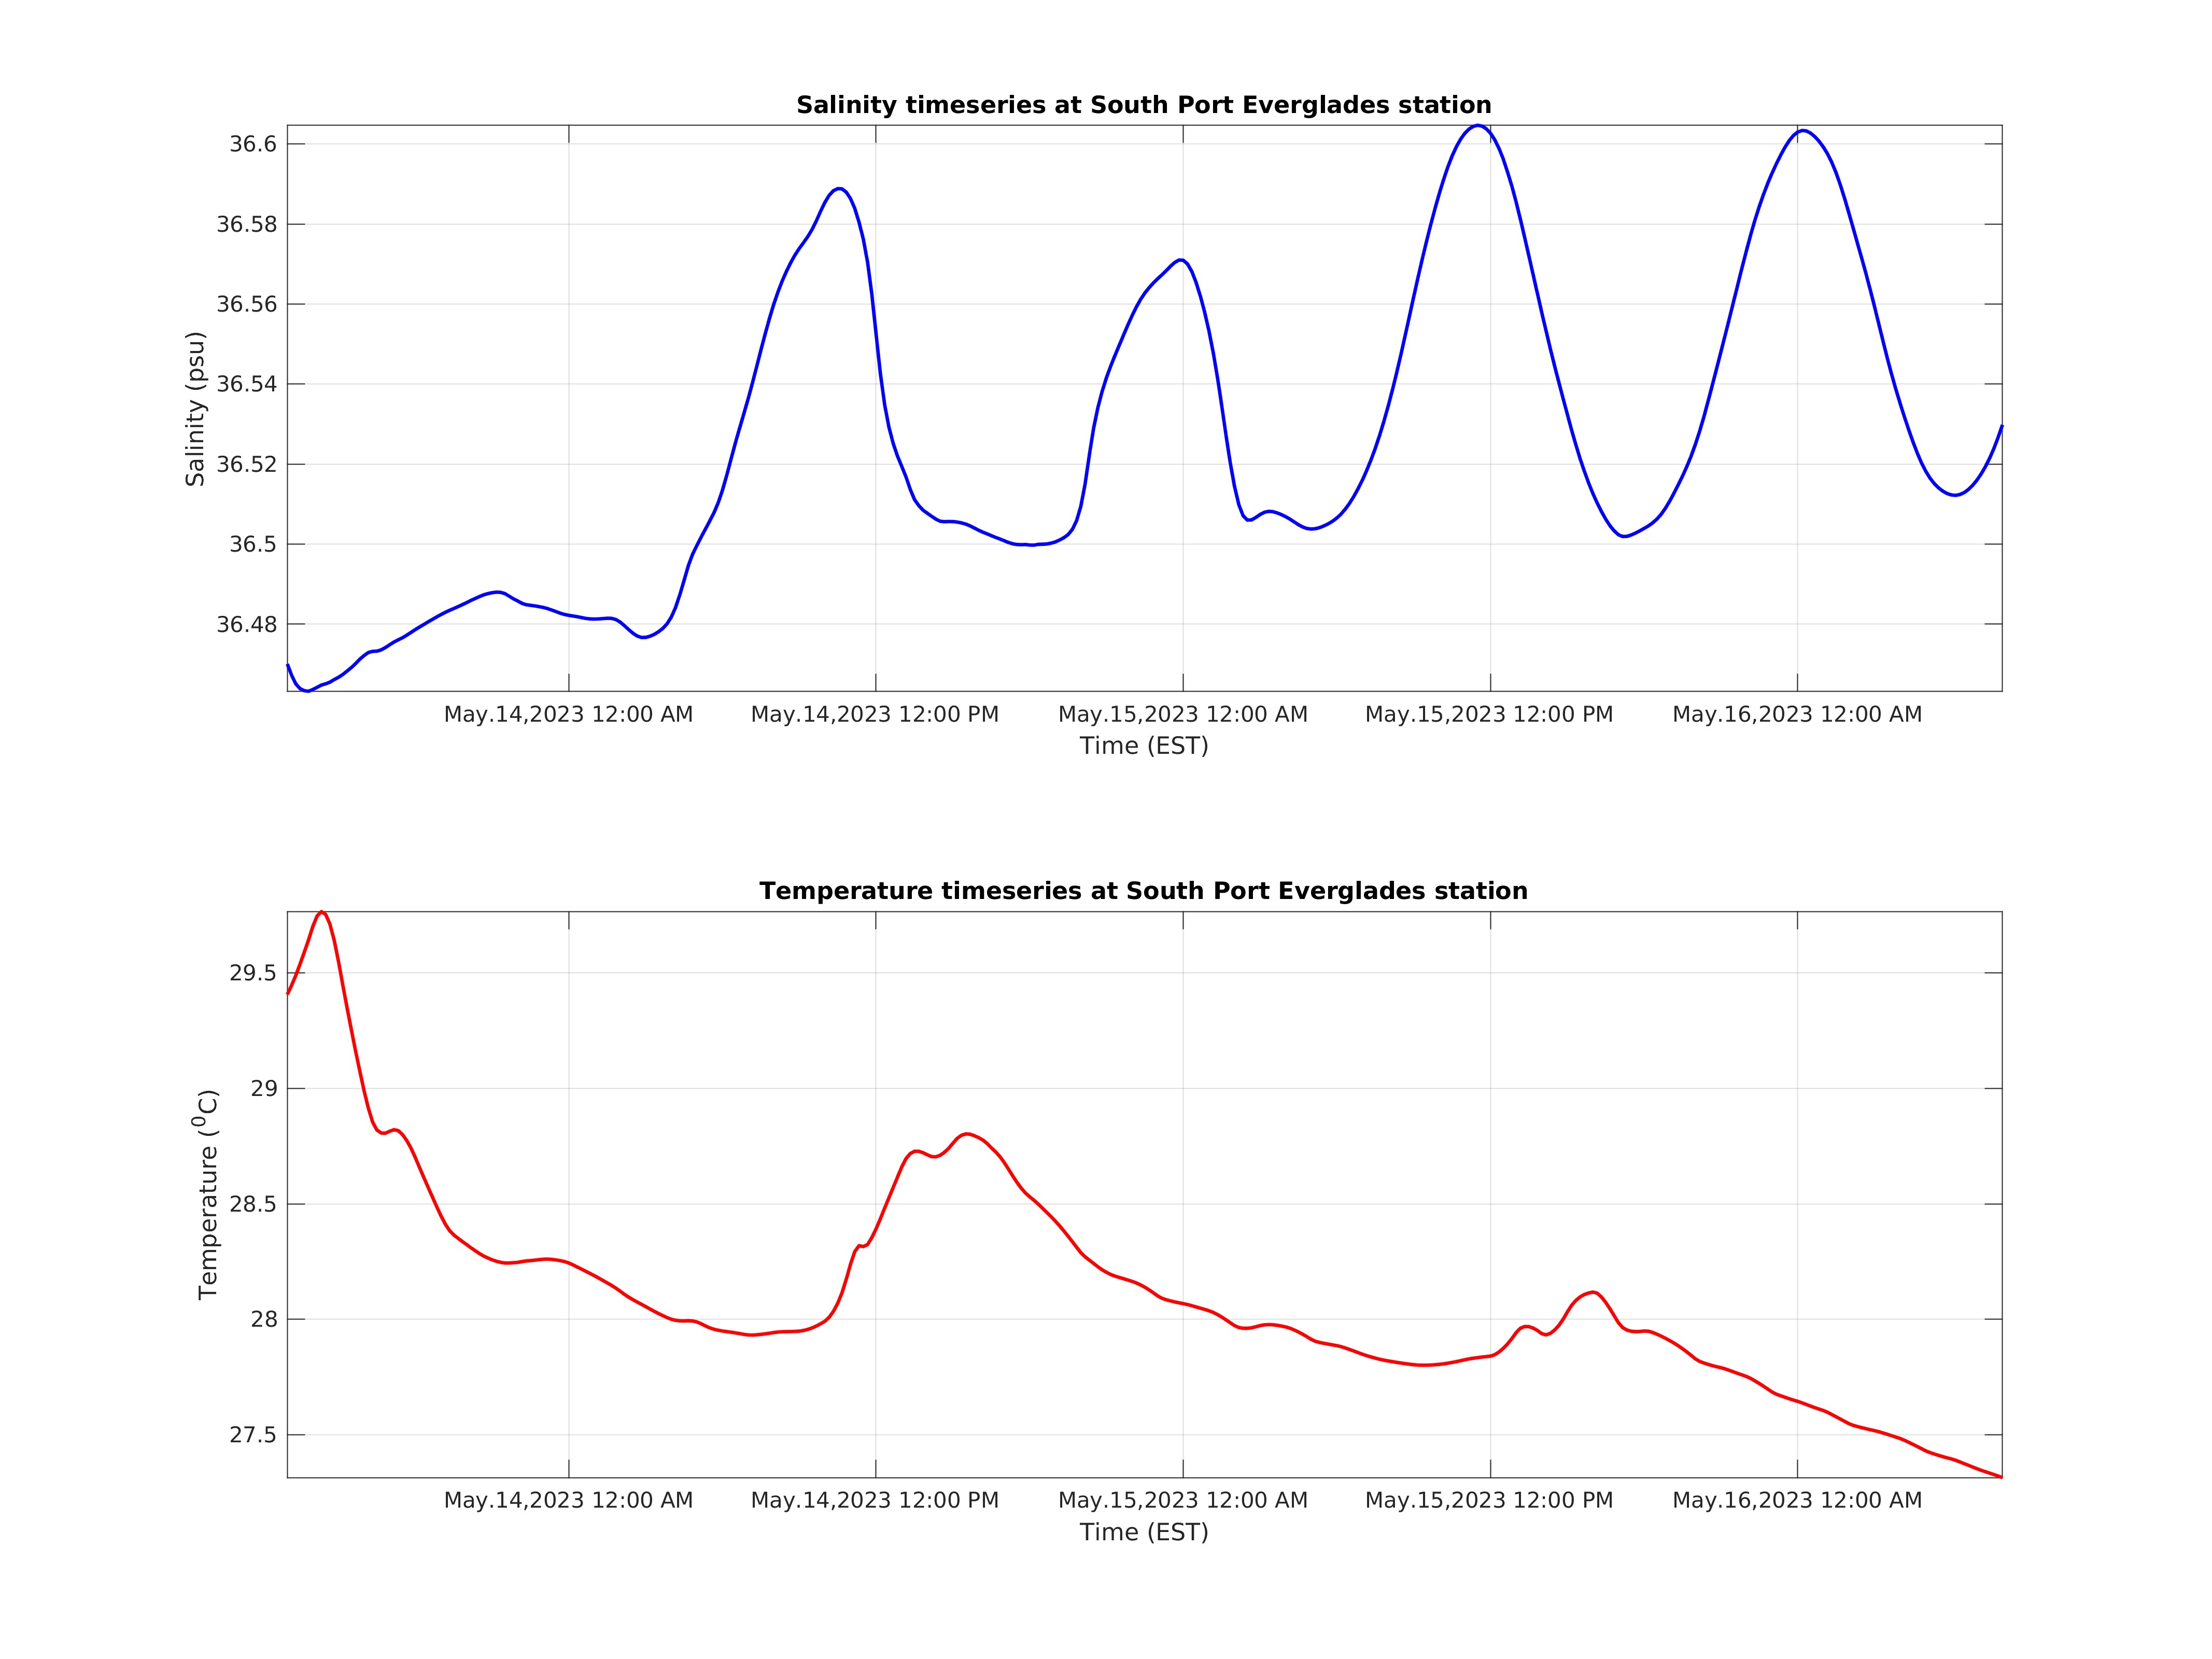 Salinity timeseries at South Port Everglades station
36.6
36.58
36.56
36.54
36.52
36.5
36.48
Salinity (psu)
May.14,2023 12:00 AM May.14,2023 12:00 PM May.15,2023 12:00 AM May.15,2023 12:00 PM May.16,2023 12:00 AM
Time (EST)
Temperature timeseries at South Port Everglades station
29.5
29
28.5
28
27.5
Temperature (⁰C)
May.14,2023 12:00 AM May.14,2023 12:00 PM May.15,2023 12:00 AM May.15,2023 12:00 PM May.16,2023 12:00 AM
Time (EST)